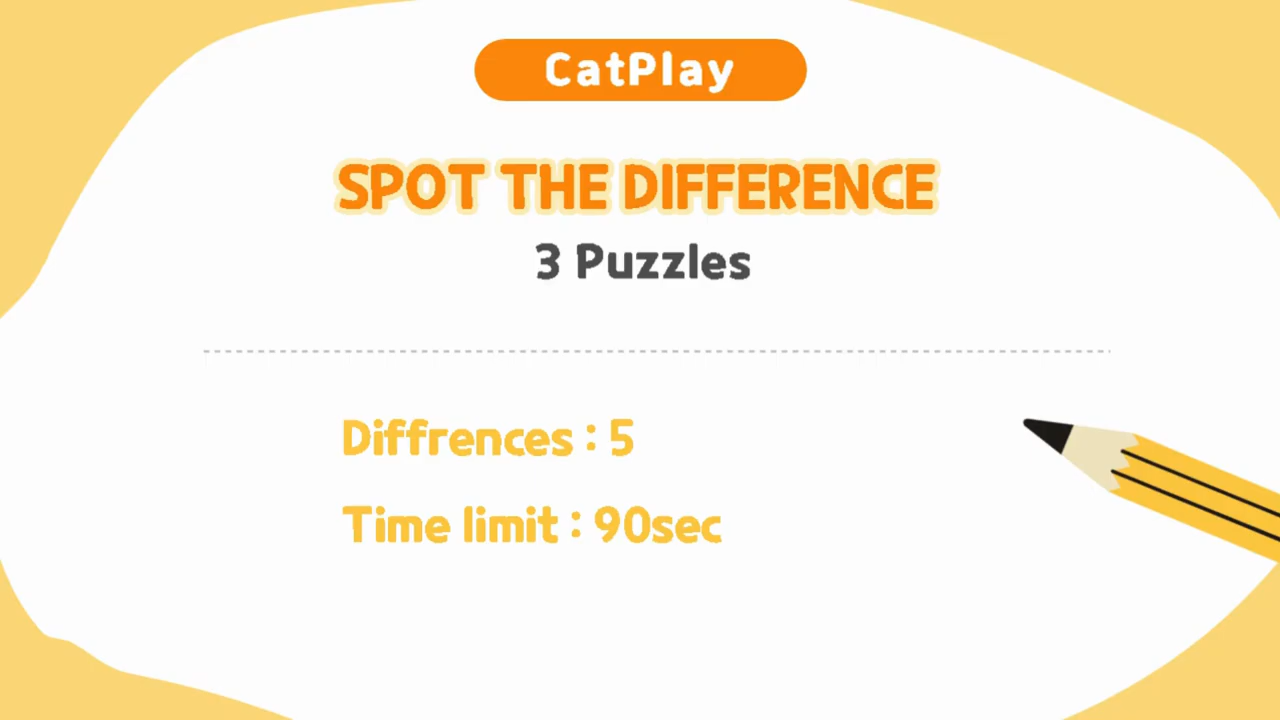 CatPlay
SPOT THE DIFFERENCE
3 Puzzles
Diffrences : 5
Time limit : 90sec